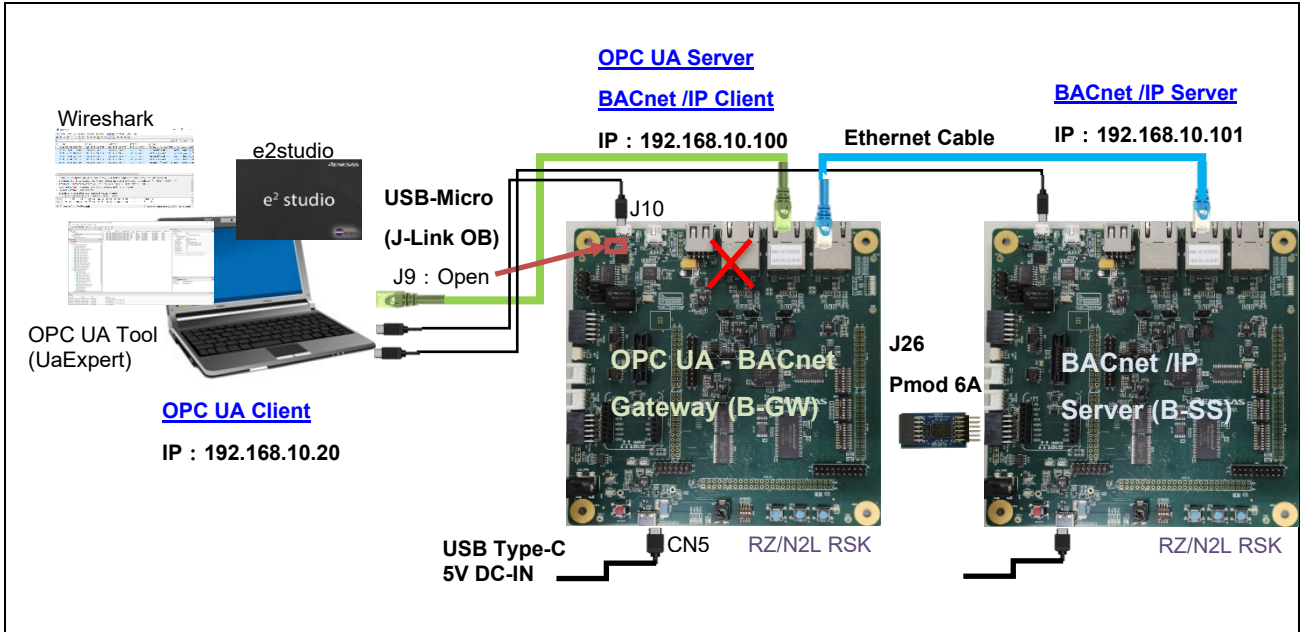 OPC UA Server
BACnet /IP Client
IP : 192.168.10.100
Ethernet Cable
BACnet /IP Server
IP : 192.168.10.101
Wireshark
e2studio
RENESAS
e² studio
USB-Micro
(J-Link OB)
J10
J9 : Open
OPC UA Tool
(UaExpert)
OPC UA Client
IP : 192.168.10.20
OPC UA - BACnet
Gateway (B-GW)
J26
Pmod 6A
BACnet /IP
Server (B-SS)
RENESAS
USB Type-C
5V DC-IN
CN5
RZ/N2L RSK
RZ/N2L RSK